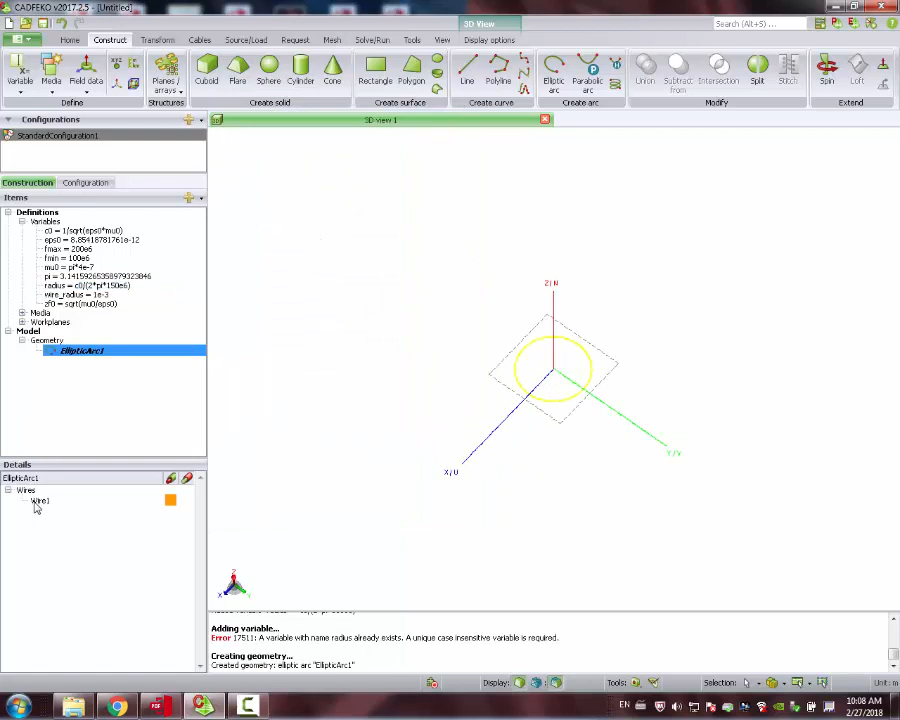 CADFEKO v2017.2.5 - [Untitled]
3D View
Search (Alt+S) . . .
Home Construct Transform Cables Source/Load Request Mesh Solve/Run Tools View Display options
Variable Media Field data Planes / arrays Cuboid Flare Sphere Cylinder Cone Rectangle Polygon Line Polyline Elliptic arc Parabolic arc Union Subtract from Intersection Split Stitch Spin Loft
Define Structures Create solid Create surface Create curve Create arc Modify Extend
Configurations
3D view 1
StandardConfiguration1
Construction Configuration
Items
Definitions
Variables
c0 = 1/sqrt(eps0*mu0)
eps0 = 8.85418781761e-12
fmax = 200e6
fmin = 100e6
mu0 = pi*4e-7
pi = 3.14159265358979323846
radius = c0/(2*pi*150e6)
wire_radius = 1e-3
zf0 = sqrt(mu0/eps0)
Media
Workplanes
Model
Geometry
EllipticArc1
Z/N
X/U
Y/V
Details
EllipticArc1
Wires
Wire1
Z
X
Y
Adding variable...
Error 17511: A variable with name radius already exists. A unique case insensitive variable is required.
Creating geometry...
Created geometry: elliptic arc "EllipticArc1"
Display: Tools: Selection: Unit: m
EN
10:08 AM
2/27/2018